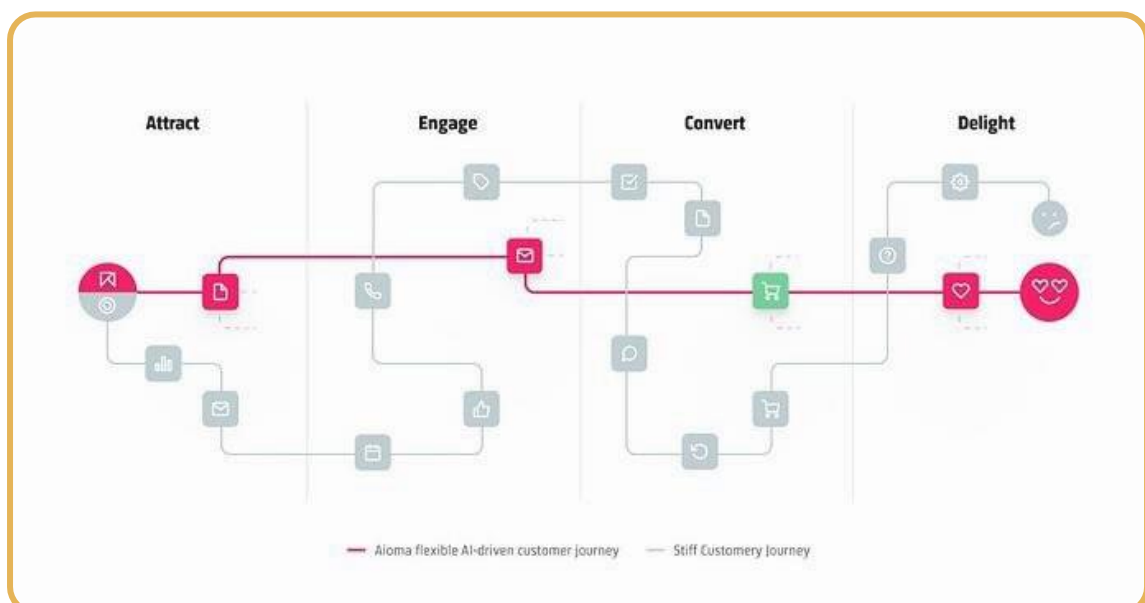 Attract
Engage
Convert
Delight
Aioma flexible AI-driven customer journey
Stiff Customery Journey